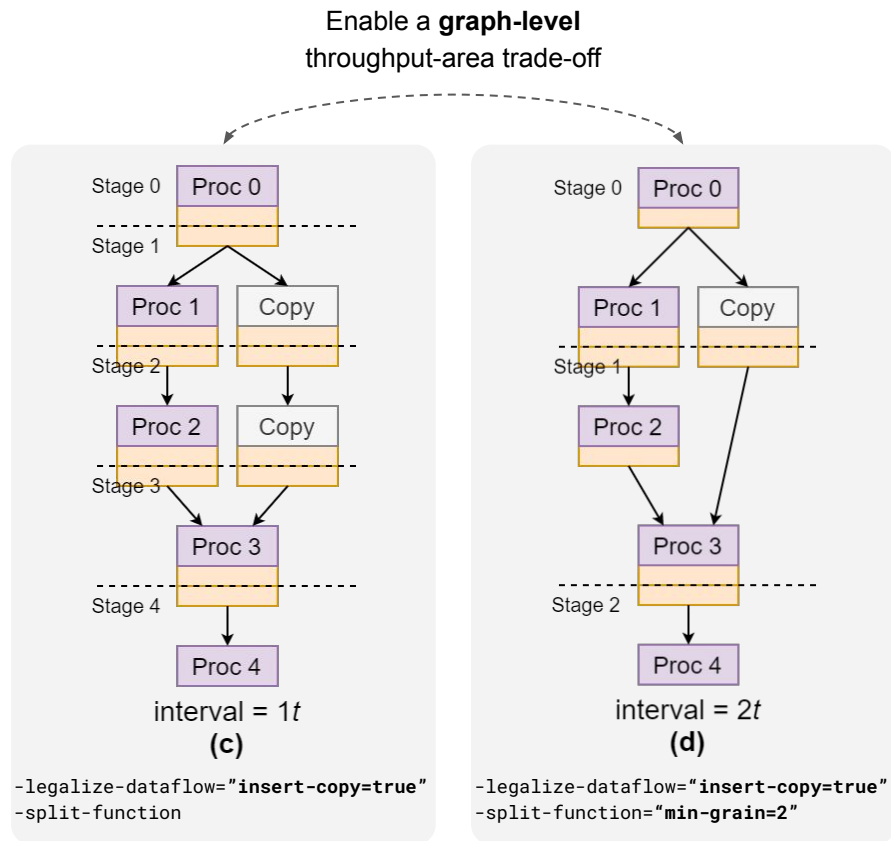 Enable a graph-level
throughput-area trade-off
Stage 0
Proc 0
Stage 1
Proc 1
Copy
Stage 2
Proc 2
Copy
Stage 3
Proc 3
Stage 4
Proc 4
interval = 1t
(c)
-legalize-dataflow=”insert-copy=true”
-split-function
Stage 0
Proc 0
Proc 1
Copy
Stage 1
Proc 2
Proc 3
Stage 2
Proc 4
interval = 2t
(d)
-legalize-dataflow=“insert-copy=true”
-split-function=“min-grain=2”